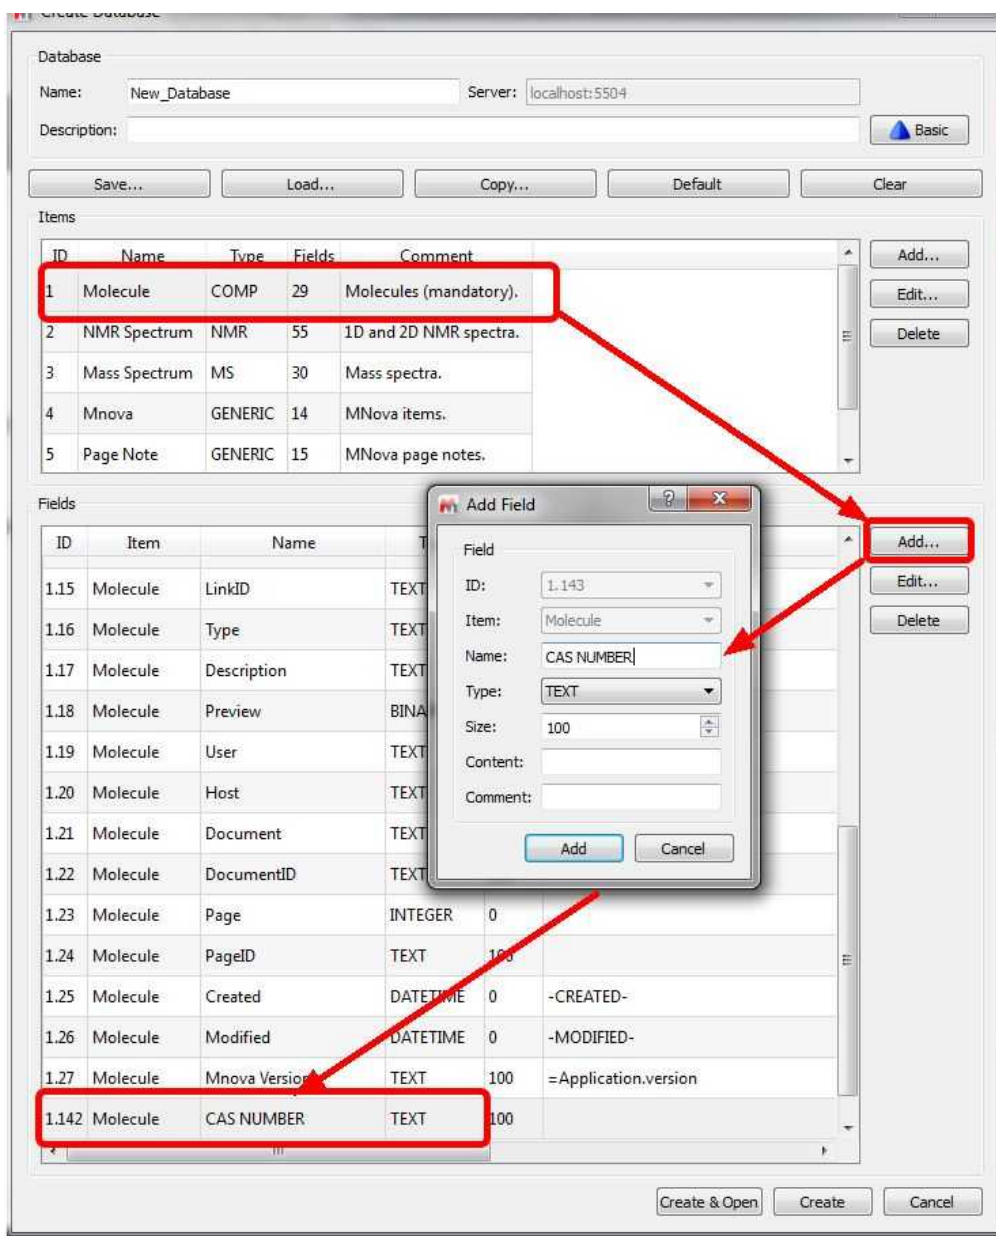 Create Database
Database
Name: New_Database Server: localhost:5504
Description: Basic
Save... Load... Copy... Default Clear
Items
ID Name Type Fields Comment Add...
1 Molecule COMP 29 Molecules (mandatory). Edit...
2 NMR Spectrum NMR 55 1D and 2D NMR spectra. Delete
3 Mass Spectrum MS 30 Mass spectra.
4 Mnova GENERIC 14 MNova items.
5 Page Note GENERIC 15 MNova page notes.
Fields
ID Item Name T Add...
1.15 Molecule LinkID TEXT Edit...
1.16 Molecule Type TEXT Delete
1.17 Molecule Description TEXT
1.18 Molecule Preview BINA
1.19 Molecule User TEXT
1.20 Molecule Host TEXT
1.21 Molecule Document TEXT
1.22 Molecule DocumentID TEXT
1.23 Molecule Page INTEGER 0
1.24 Molecule PageID TEXT 100
1.25 Molecule Created DATETIME 0 -CREATED-
1.26 Molecule Modified DATETIME 0 -MODIFIED-
1.27 Molecule Mnova Version TEXT 100 =Application.version
1.142 Molecule CAS NUMBER TEXT 100
Add Field
Field
ID: 1.143
Item: Molecule
Name: CAS NUMBER
Type: TEXT
Size: 100
Content:
Comment:
Add Cancel
Create & Open Create Cancel